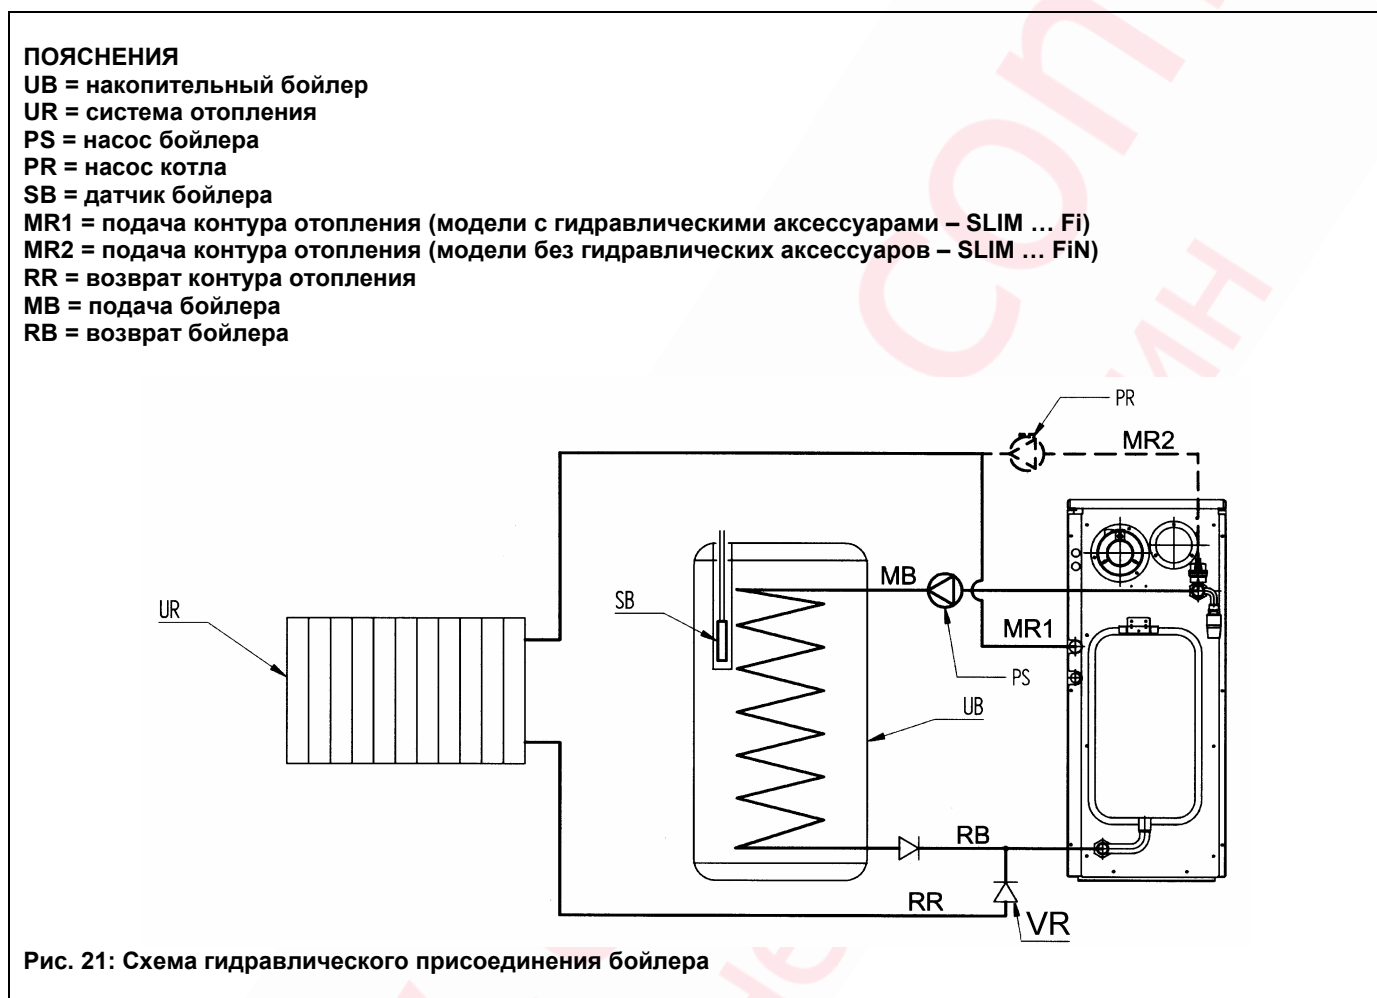 ПОЯСНЕНИЯ
UB = накопительный бойлер
UR = система отопления
PS = насос бойлера
PR = насос котла
SB = датчик бойлера
MR1 = подача контура отопления (модели с гидравлическими аксессуарами – SLIM … Fi)
MR2 = подача контура отопления (модели без гидравлических аксессуаров – SLIM … FiN)
RR = возврат контура отопления
MB = подача бойлера
RB = возврат бойлера
PR
MR2
MB
UR
SB
MR1
PS
UB
RB
RR
VR
Рис. 21: Схема гидравлического присоединения бойлера